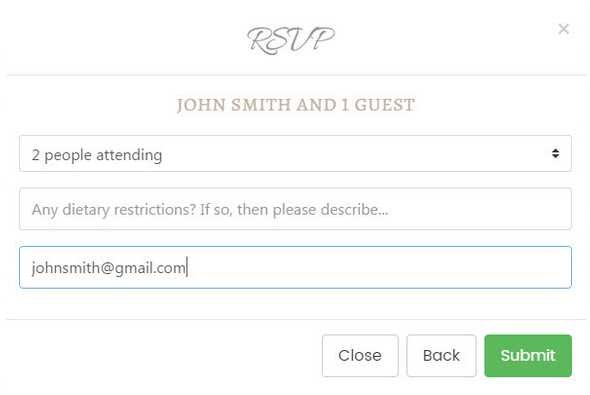 RSVP
×
JOHN SMITH AND 1 GUEST
2 people attending
Any dietary restrictions? If so, then please describe...
johnsmith@gmail.com
Close Back Submit